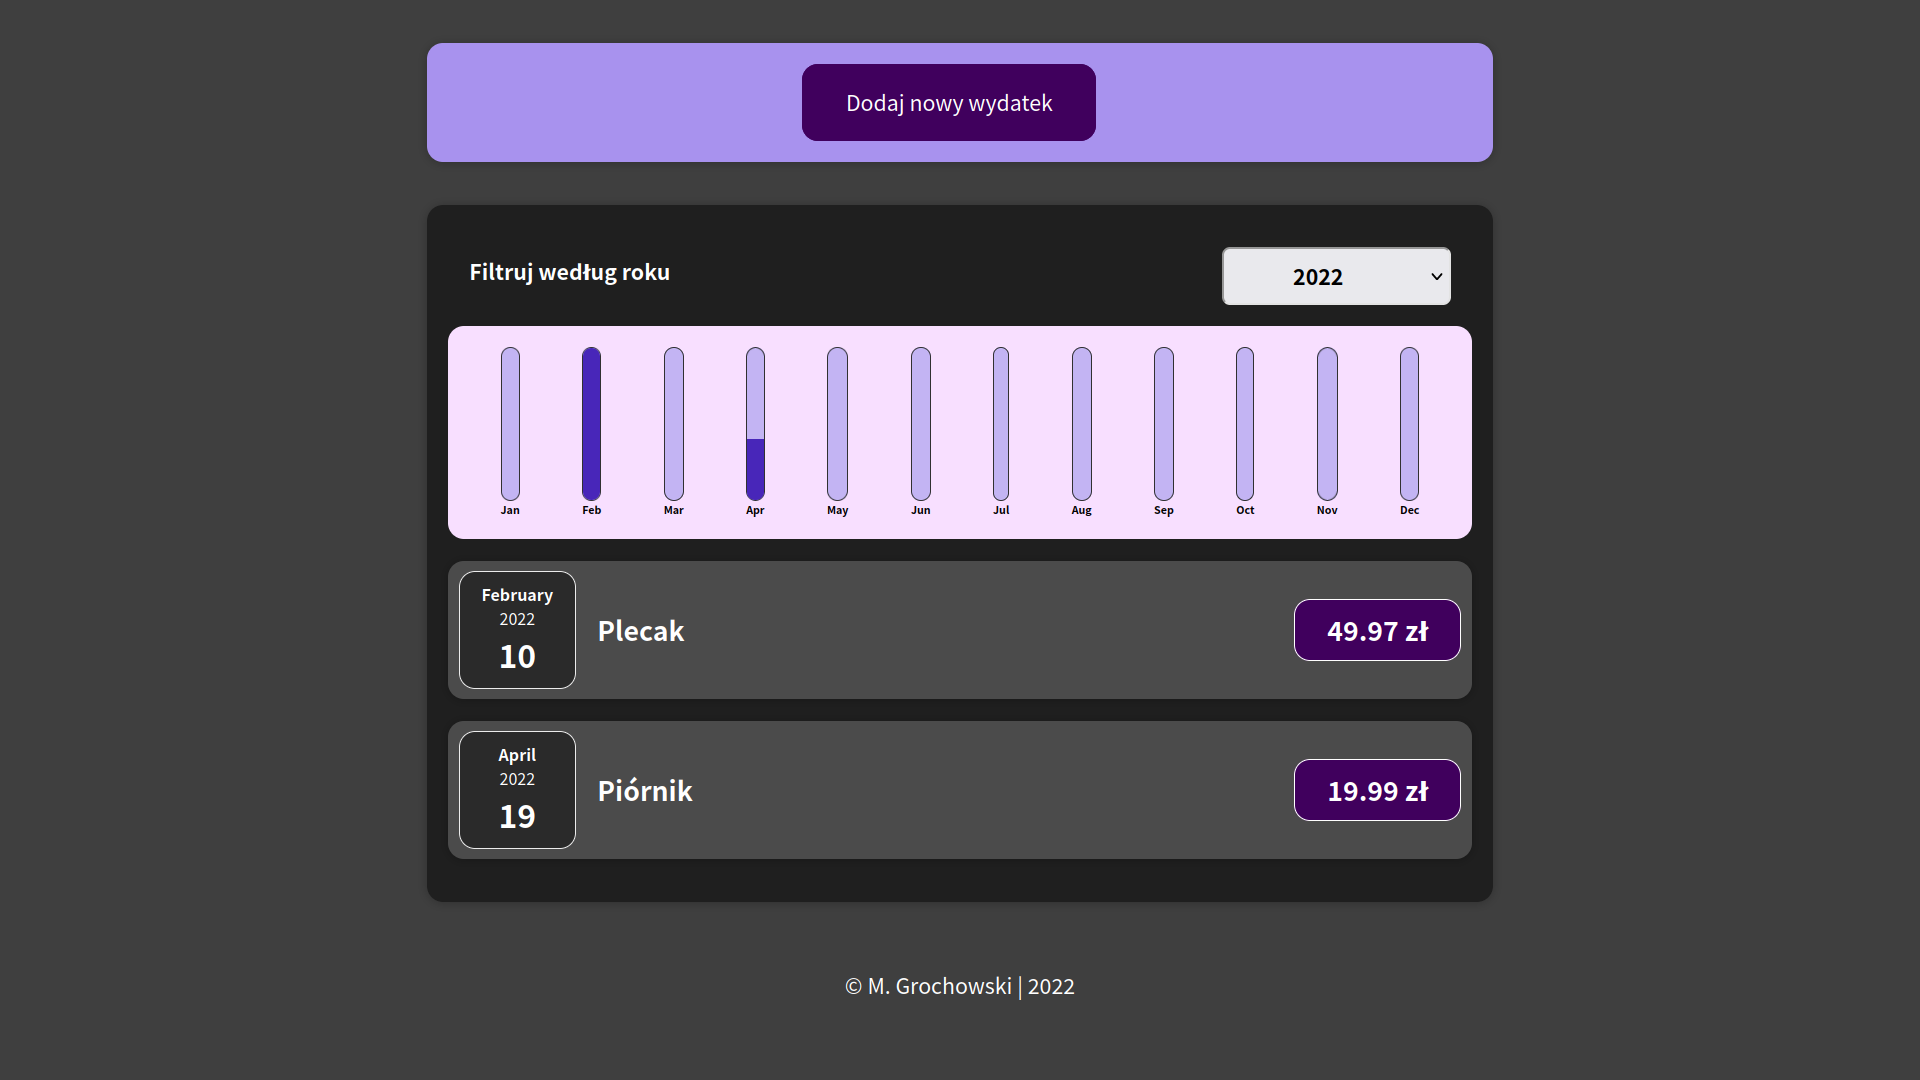 Dodaj nowy wydatek
Filtruj według roku
2022
Jan Feb Mar Apr May Jun Jul Aug Sep Oct Nov Dec
February
2022
10
Plecak
49.97 zł
April
2022
19
Piórnik
19.99 zł
© M. Grochowski | 2022